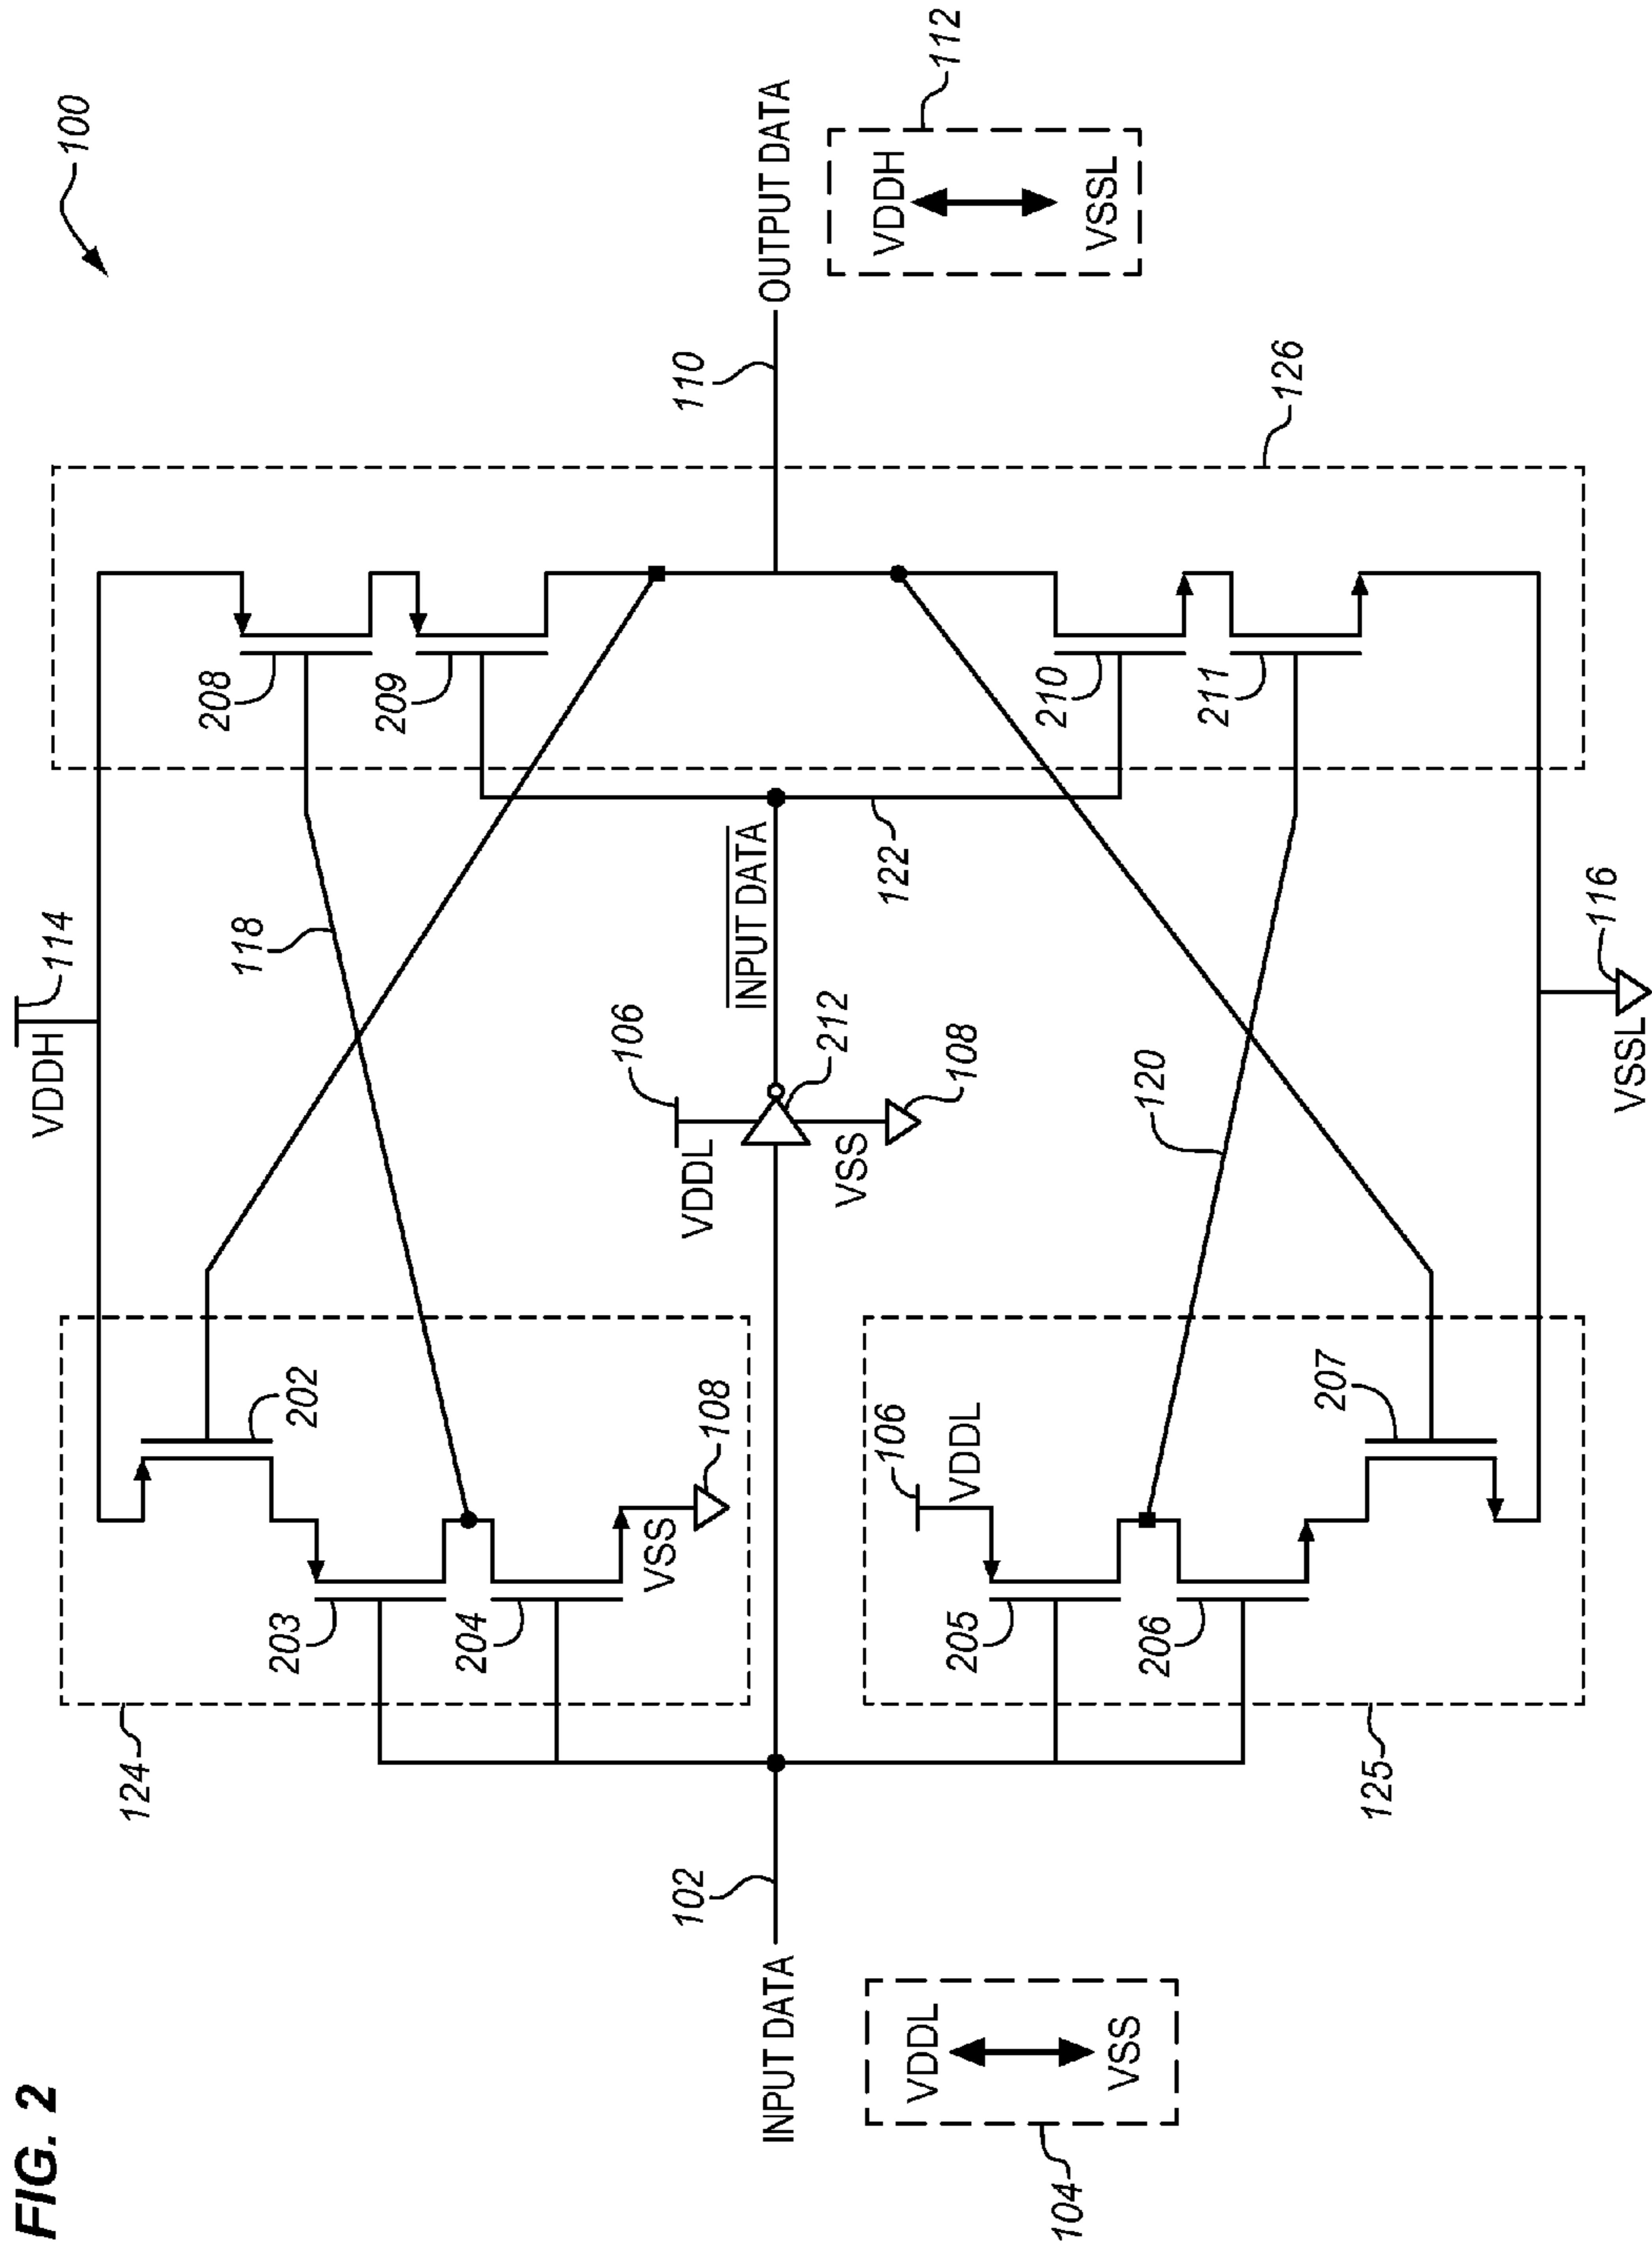 FIG. 2
100
VDDH
114
124
202
203
204
VSS
108
118
208
209
126
INPUT DATA
102
VDDL
106
212
VSS
108
INPUT DATA
122
110
OUTPUT DATA
104
VDDL
VSS
112
VDDH
VSSL
125
106
VDDL
205
206
207
120
210
211
VSSL
116